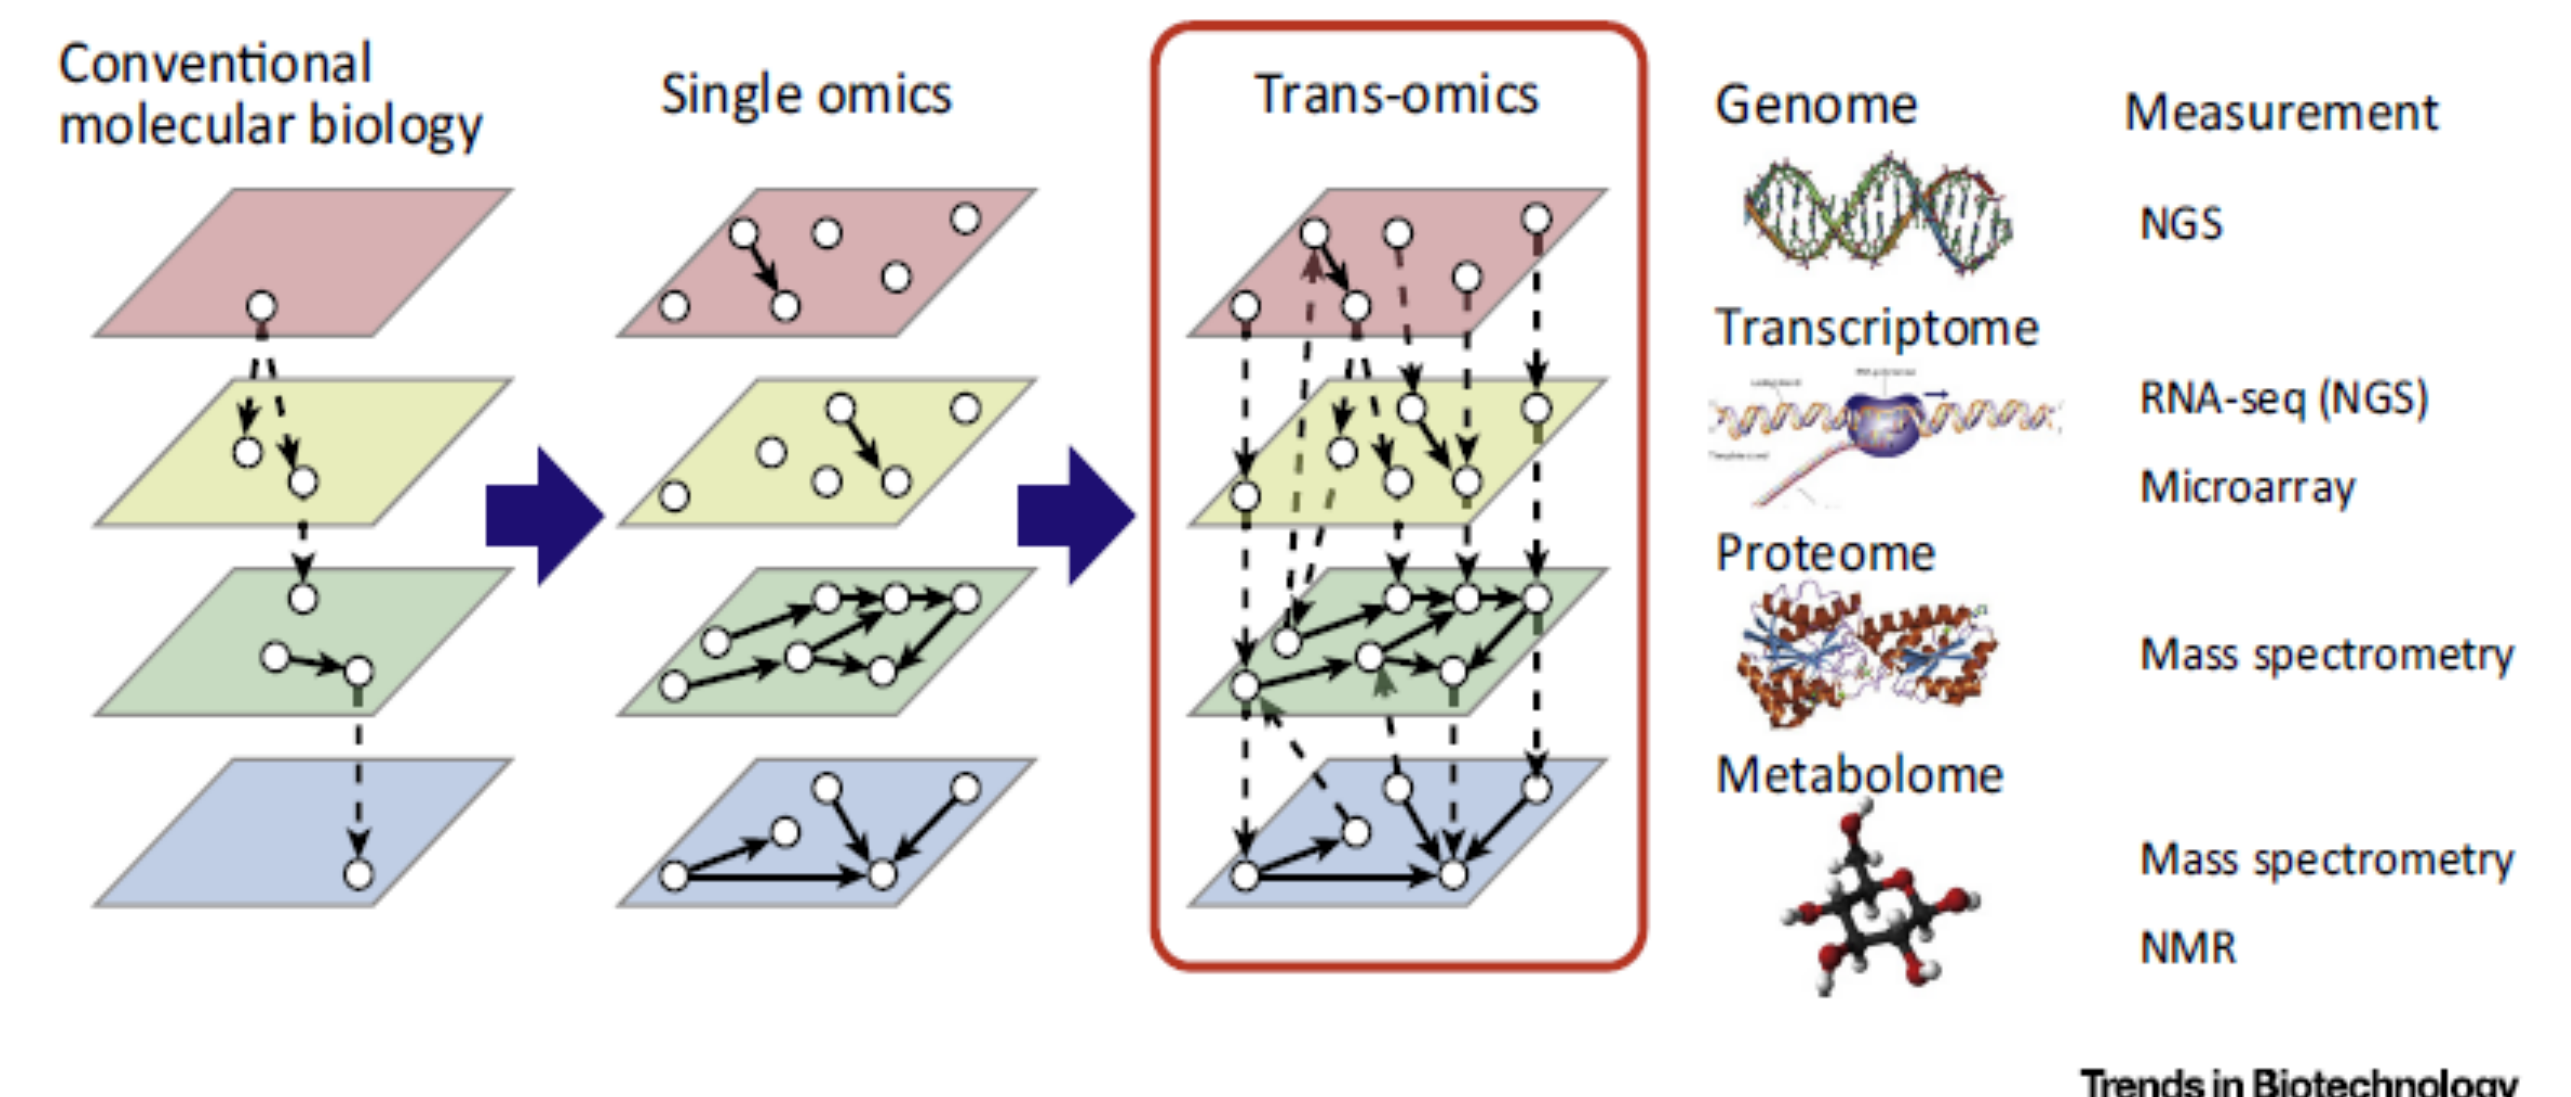 Conventional
molecular biology
Single omics
Trans-omics
Genome
Measurement
NGS
Transcriptome
RNA-seq (NGS)
Microarray
Proteome
Mass spectrometry
Metabolome
Mass spectrometry
NMR
Trends in Biotechnology